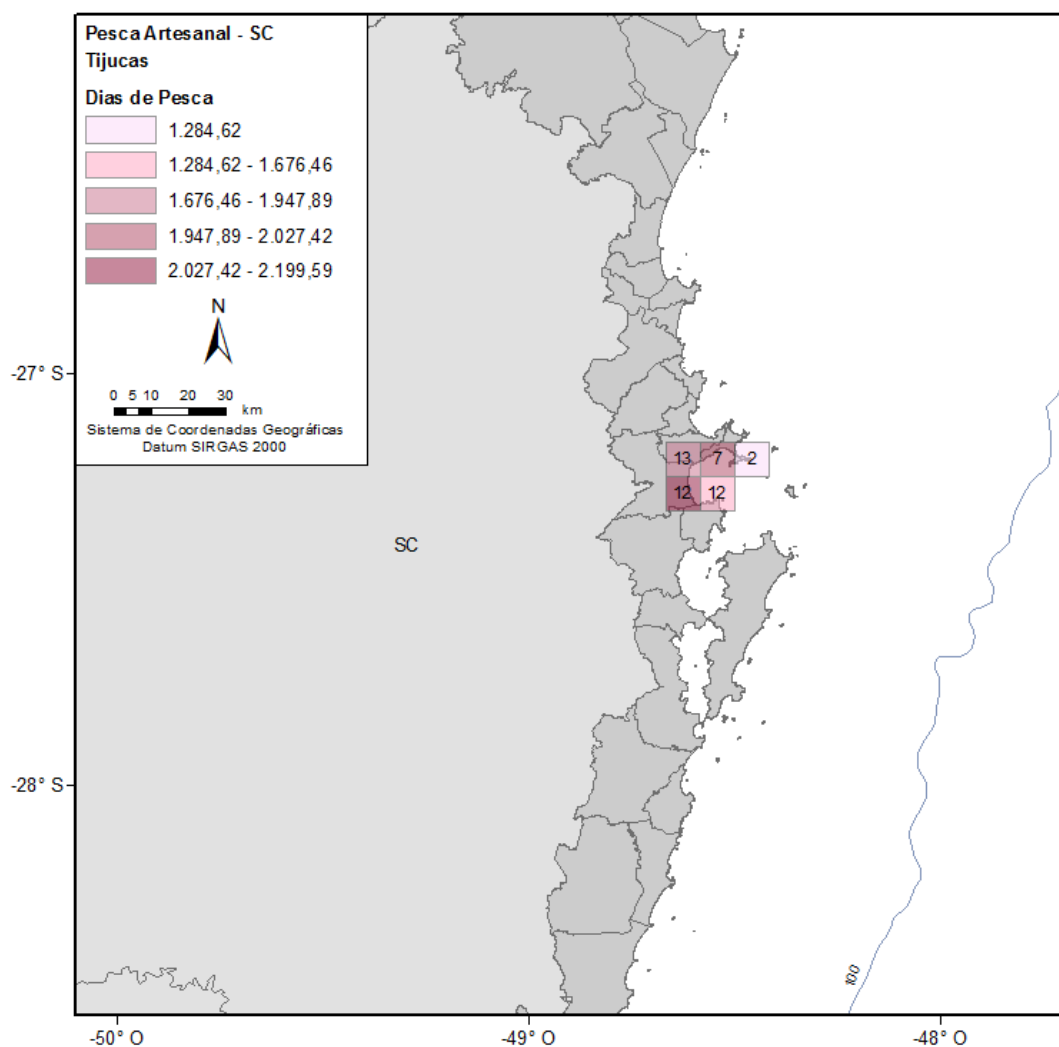 Pesca Artesanal - SC
Tijucas
Dias de Pesca
1.284,62
1.284,62 - 1.676,46
1.676,46 - 1.947,89
1.947,89 - 2.027,42
2.027,42 - 2.199,59
N
0 5 10 20 30
km
Sistema de Coordenadas Geográficas
Datum SIRGAS 2000
-27° S
13 7 2
12 12
SC
-28° S
100
-50° O -49° O -48° O